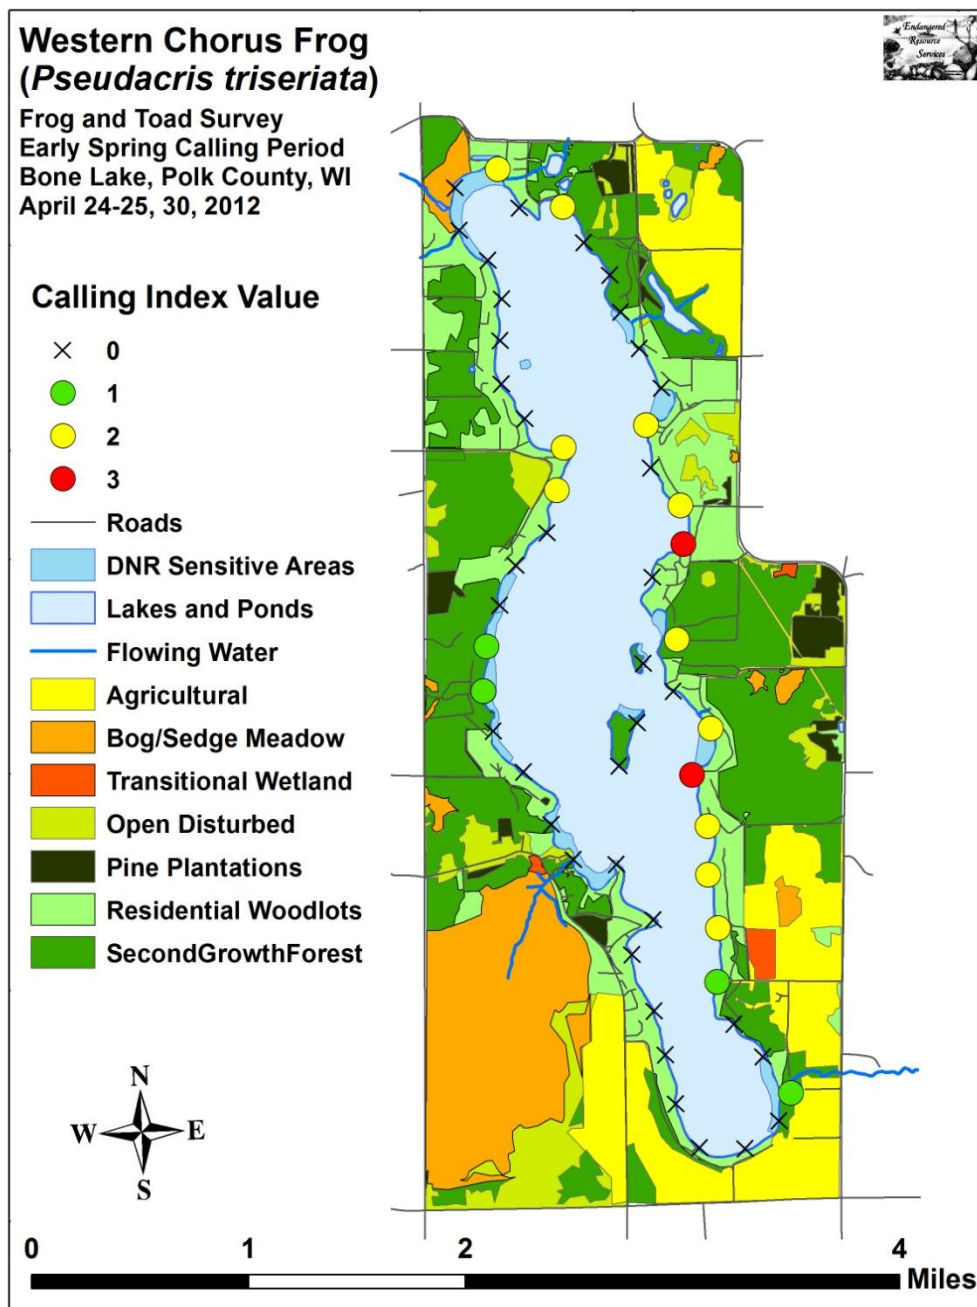 Western Chorus Frog
(Pseudacris triseriata)
Frog and Toad Survey
Early Spring Calling Period
Bone Lake, Polk County, WI
April 24-25, 30, 2012
Endangered
Resource
Services
Calling Index Value
0
1
2
3
Roads
DNR Sensitive Areas
Lakes and Ponds
Flowing Water
Agricultural
Bog/Sedge Meadow
Transitional Wetland
Open Disturbed
Pine Plantations
Residential Woodlots
SecondGrowthForest
N
W E
S
0 1 2 4
Miles